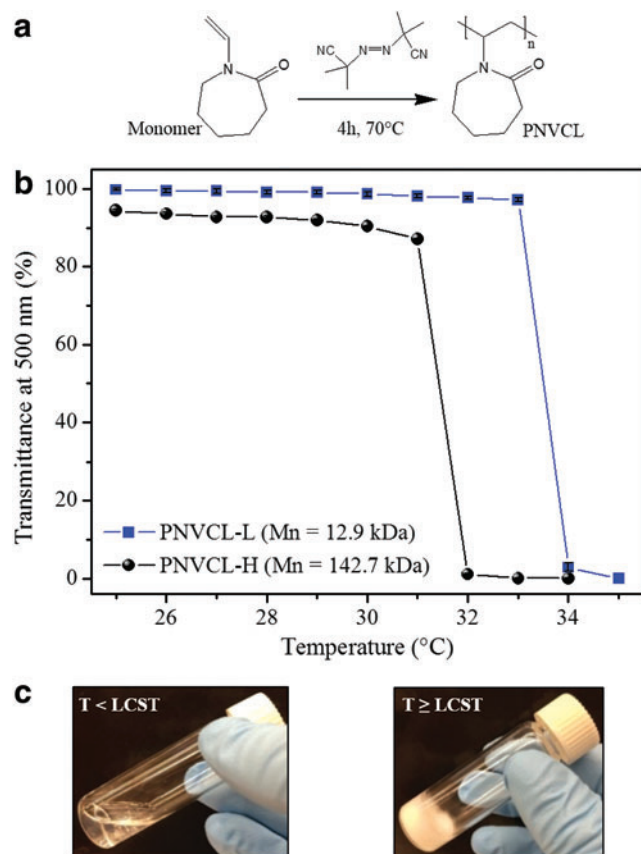 a
N
O
Monomer
CN
N=N
CN
4h, 70°C
n
N
O
PNVCL
b
Transmittance at 500 nm (%)
100
80
60
40
20
0
PNVCL-L (Mn = 12.9 kDa)
PNVCL-H (Mn = 142.7 kDa)
26 28 30 32 34
Temperature (°C)
c
T < LCST
T ≥ LCST